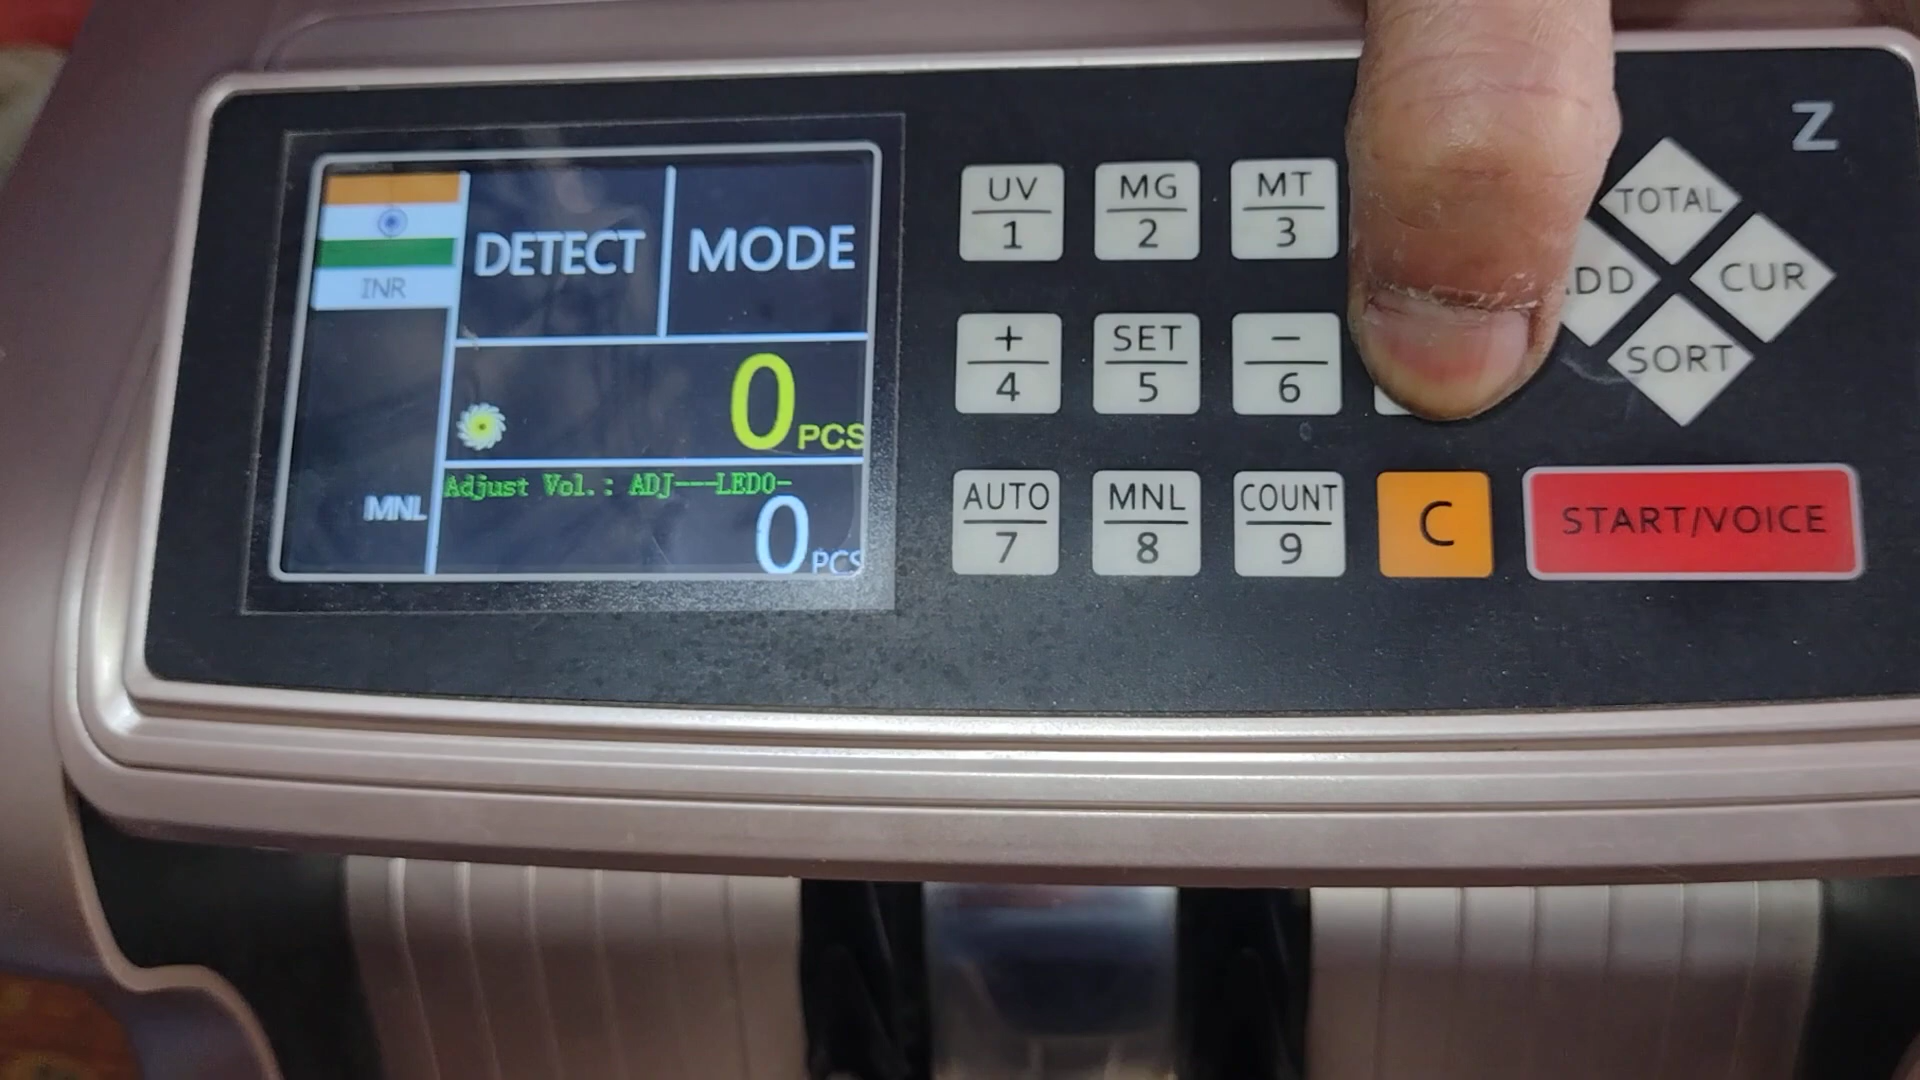 INR
DETECT
MODE
0 PCS
Adjust Vol.: ADJ---LED0-
MNL
0 PCS
UV
1
MG
2
MT
3
+
4
SET
5
-
6
AUTO
7
MNL
8
COUNT
9
C
START/VOICE
TOTAL
CUR
SORT
Z